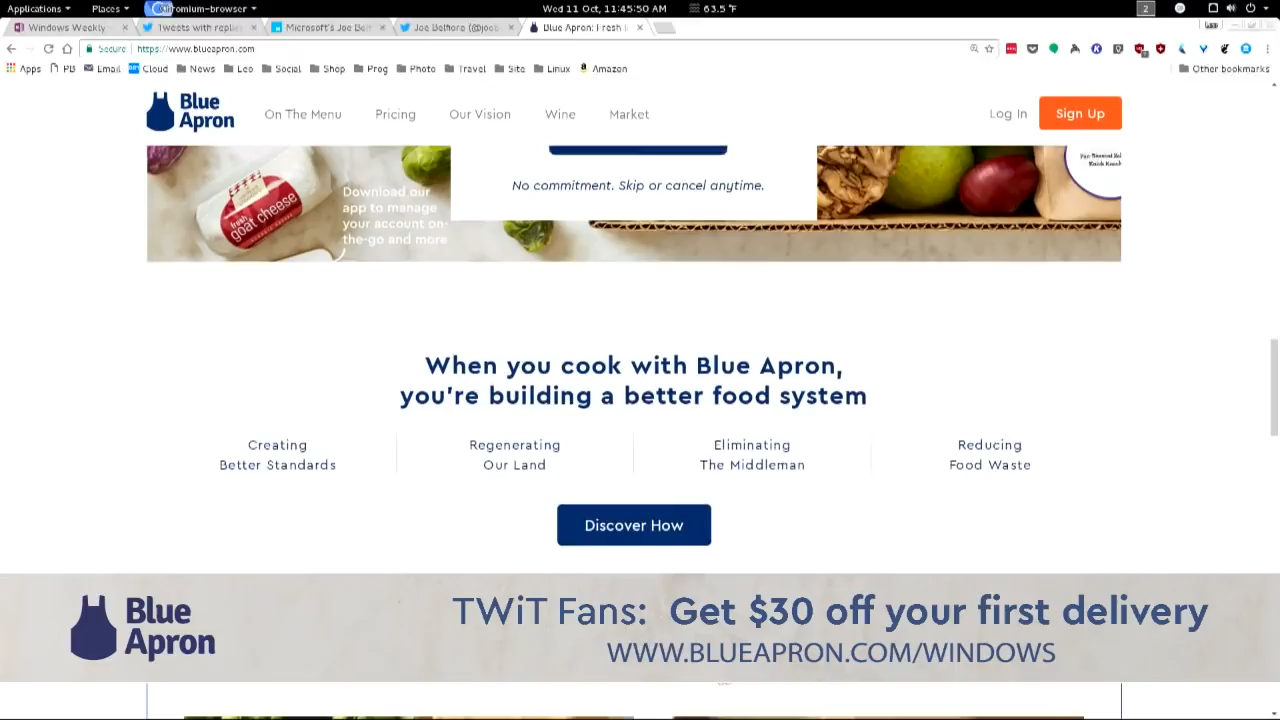 Applications Places Chromium-browser Wed 11 Oct, 11:45:50 AM 63.5 °F 2
Windows Weekly Tweets with replies Microsoft's Joe Bel Joe Belfiore (@joeb Blue Apron: Fresh
Secure https://www.blueapron.com
Apps PB Email Cloud News Leo Social Shop Prog Photo Travel Site Linux Amazon Other bookmarks
Blue Apron
On The Menu Pricing Our Vision Wine Market Log In Sign Up
Download our
app to manage
your account on-
the-go and more
fresh
goat cheese
No commitment. Skip or cancel anytime.
When you cook with Blue Apron,
you're building a better food system
Creating
Better Standards
Regenerating
Our Land
Eliminating
The Middleman
Reducing
Food Waste
Discover How
Blue
Apron
TWiT Fans: Get $30 off your first delivery
WWW.BLUEAPRON.COM/WINDOWS